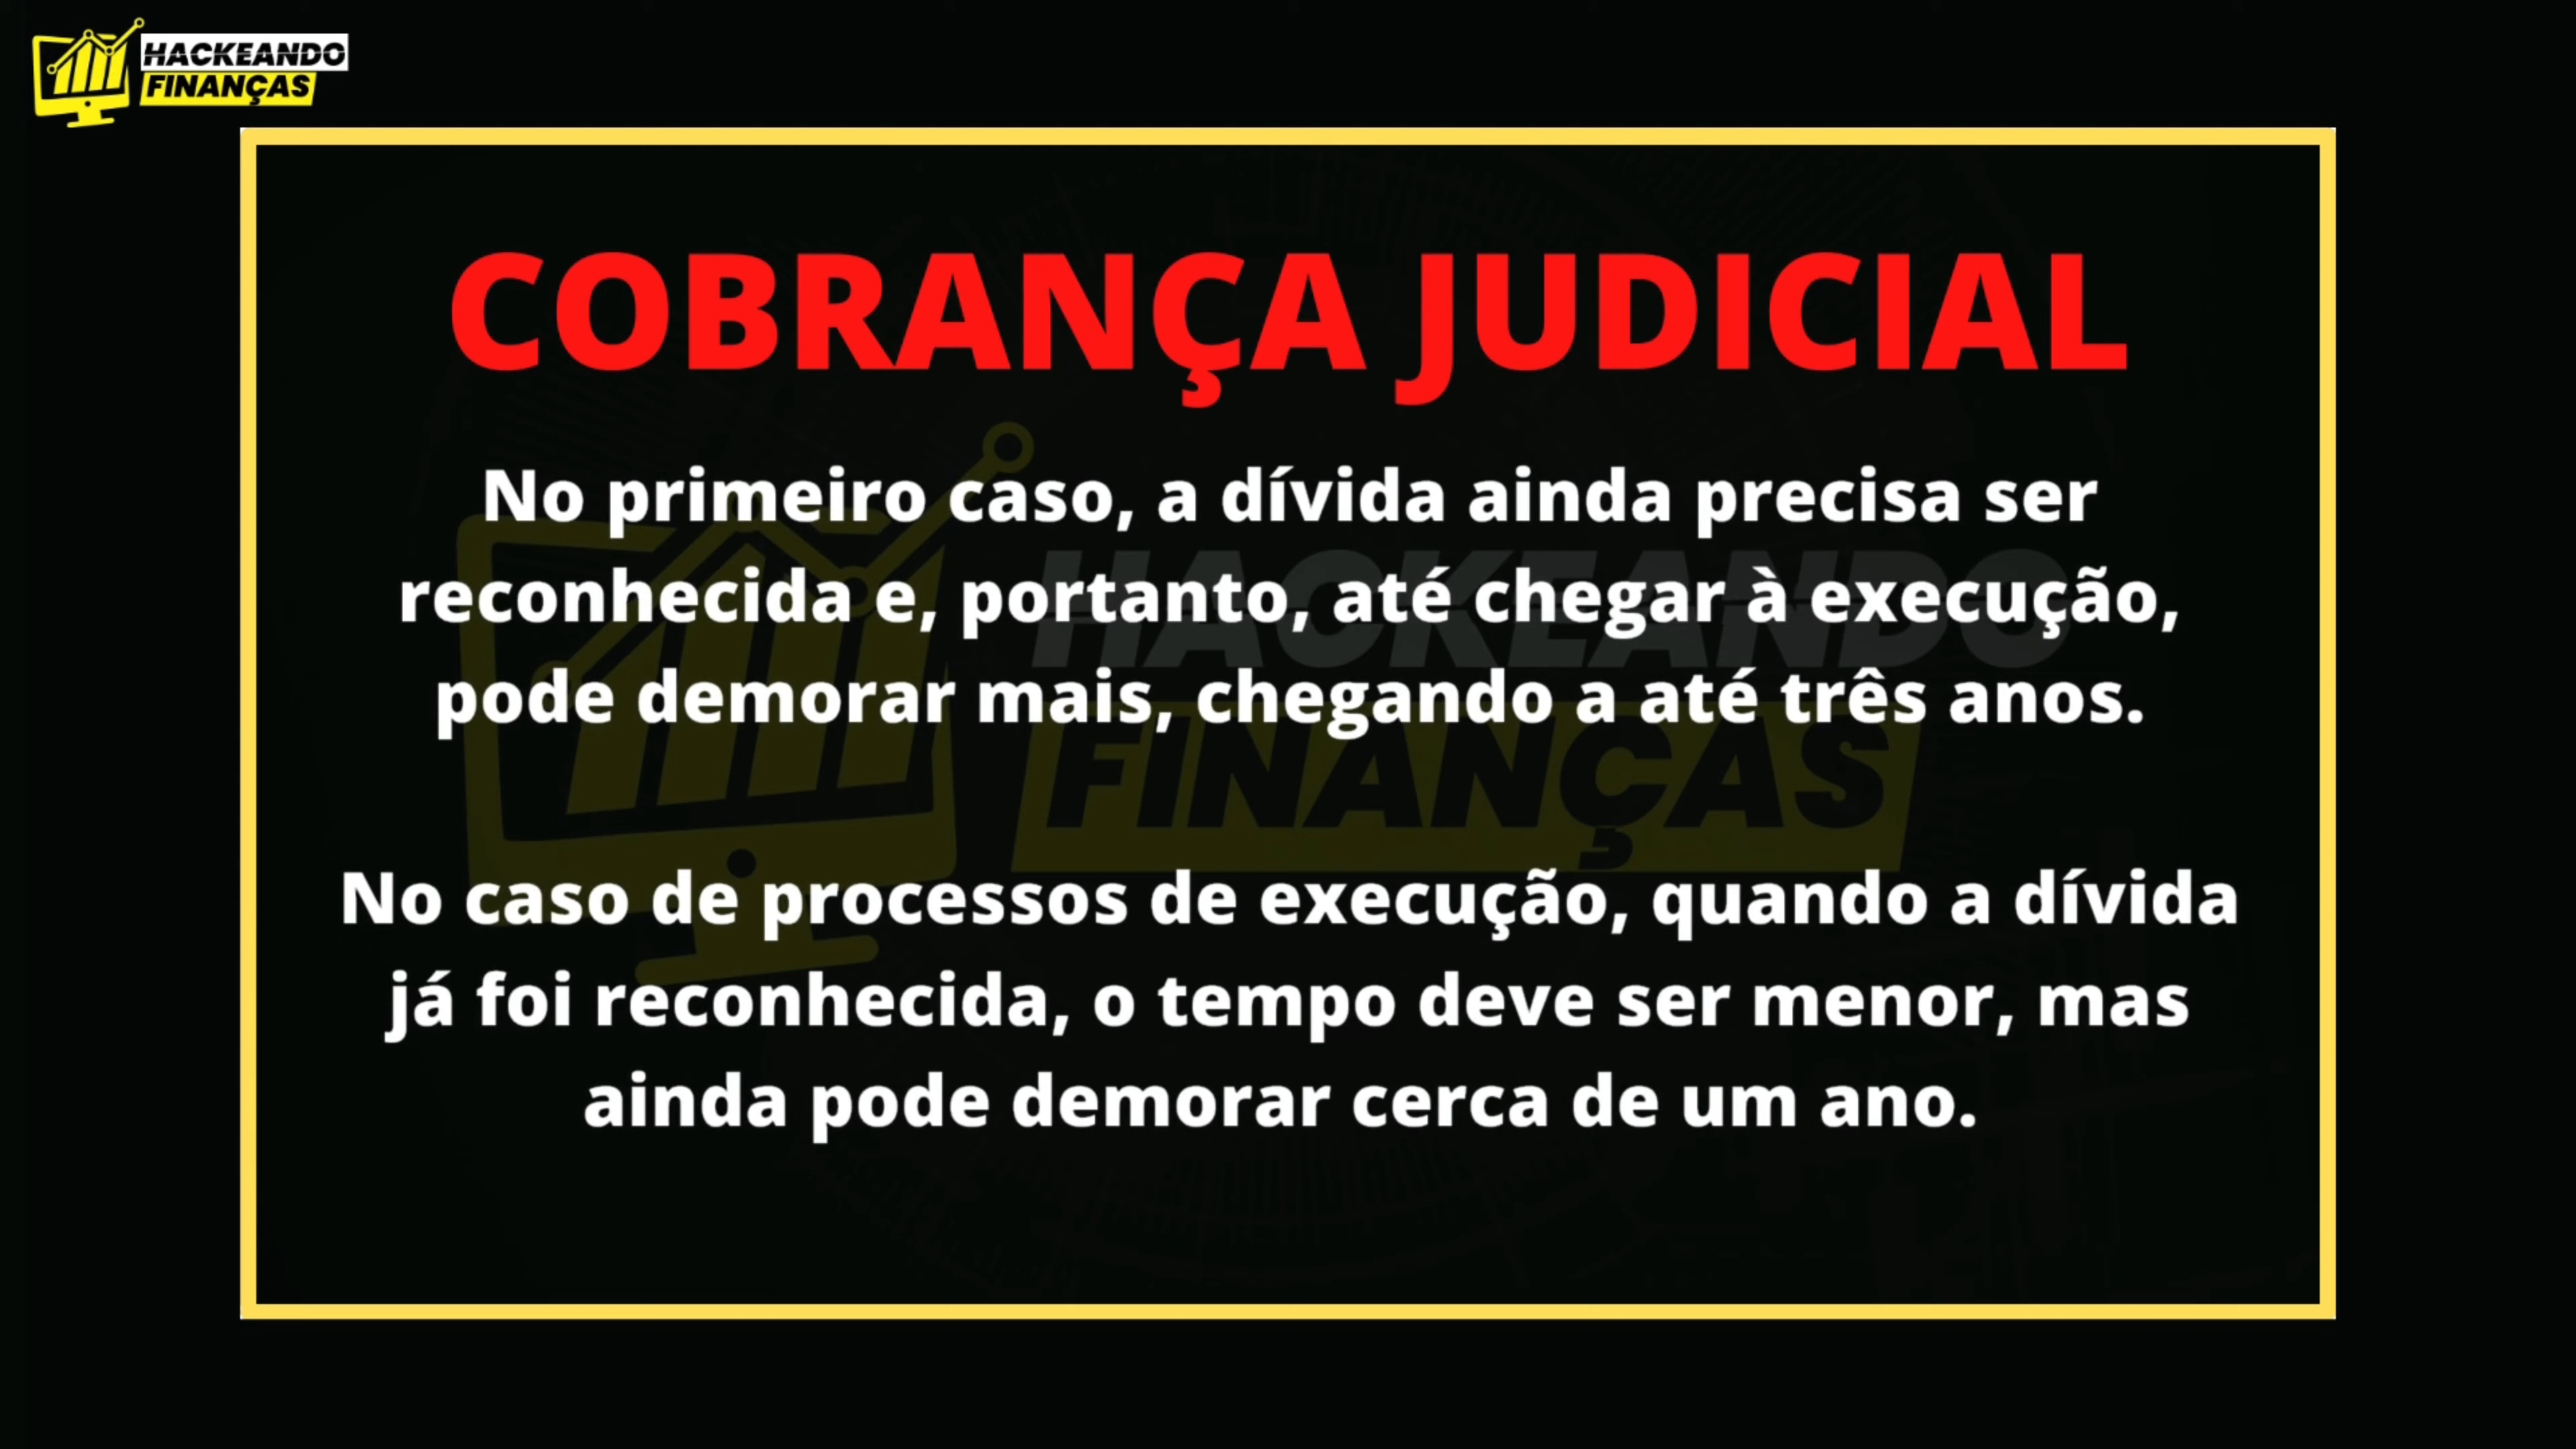 HACKEANDO
FINANÇAS
COBRANÇA JUDICIAL
No primeiro caso, a dívida ainda precisa ser
reconhecida e, portanto, até chegar à execução,
pode demorar mais, chegando a até três anos.
HACKEANDO
FINANÇAS
No caso de processos de execução, quando a dívida
já foi reconhecida, o tempo deve ser menor, mas
ainda pode demorar cerca de um ano.